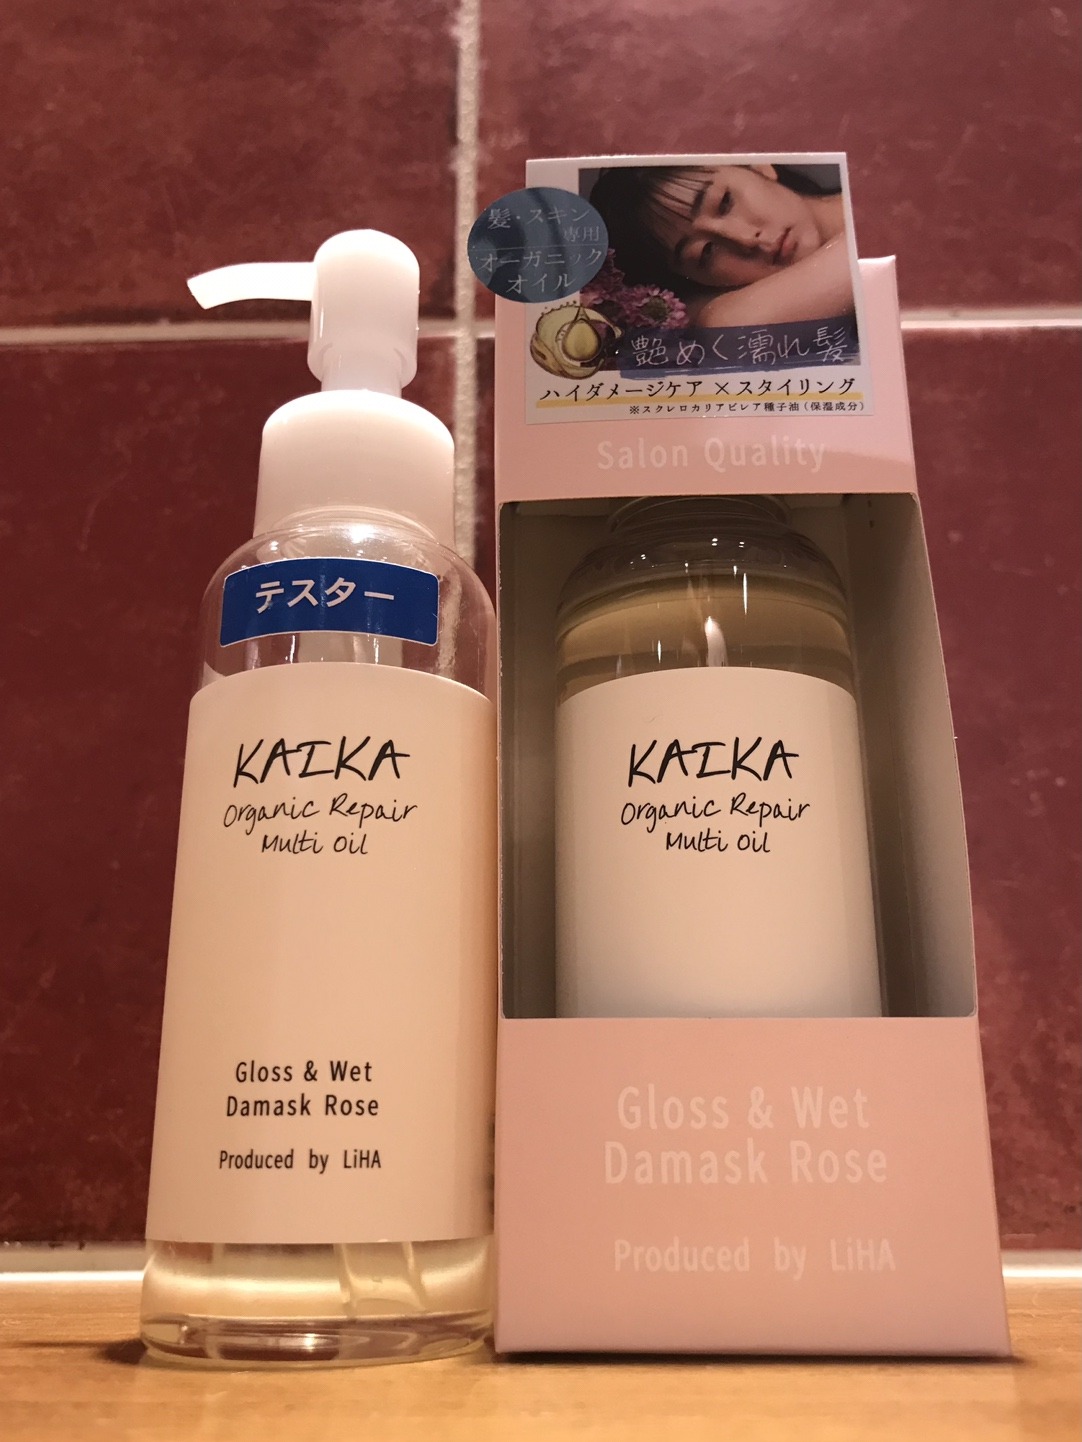 テスター
KAIKA
Organic Repair
Multi Oil
Gloss & Wet
Damask Rose
Produced by LiHA
髪・スキン
専用
オーガニック
オイル
艶めく濡れ髪
ハイダメージケア×スタイリング
※スクレロカリアビレア種子油（保湿成分）
Salon Quality
KAIKA
Organic Repair
Multi Oil
Gloss & Wet
Damask Rose
Produced by LiHA